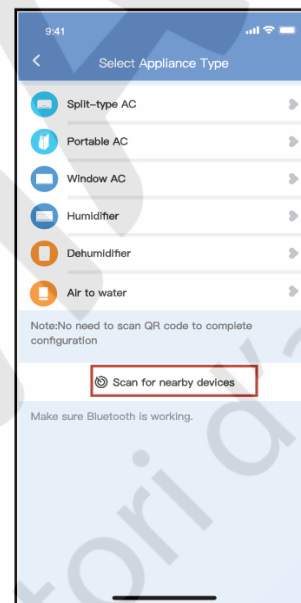 9:41
Select Appliance Type
Split-type AC
Portable AC
Window AC
Humidifier
Dehumidifier
Air to water
Note:No need to scan QR code to complete
configuration
Scan for nearby devices
Make sure Bluetooth is working.